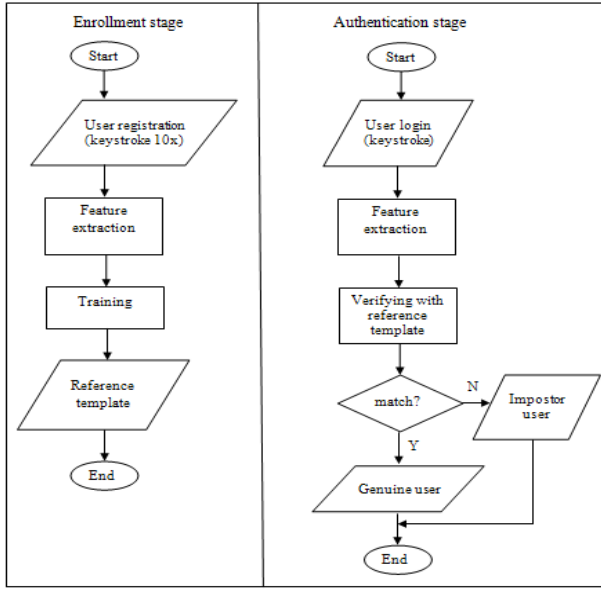 Enrollment stage
Start
User registration
(keystroke 10x)
Feature
extraction
Training
Reference
template
End
Authentication stage
Start
User login
(keystroke)
Feature
extraction
Verifying with
reference
template
match?
N
Impostor
user
Y
Genuine user
End